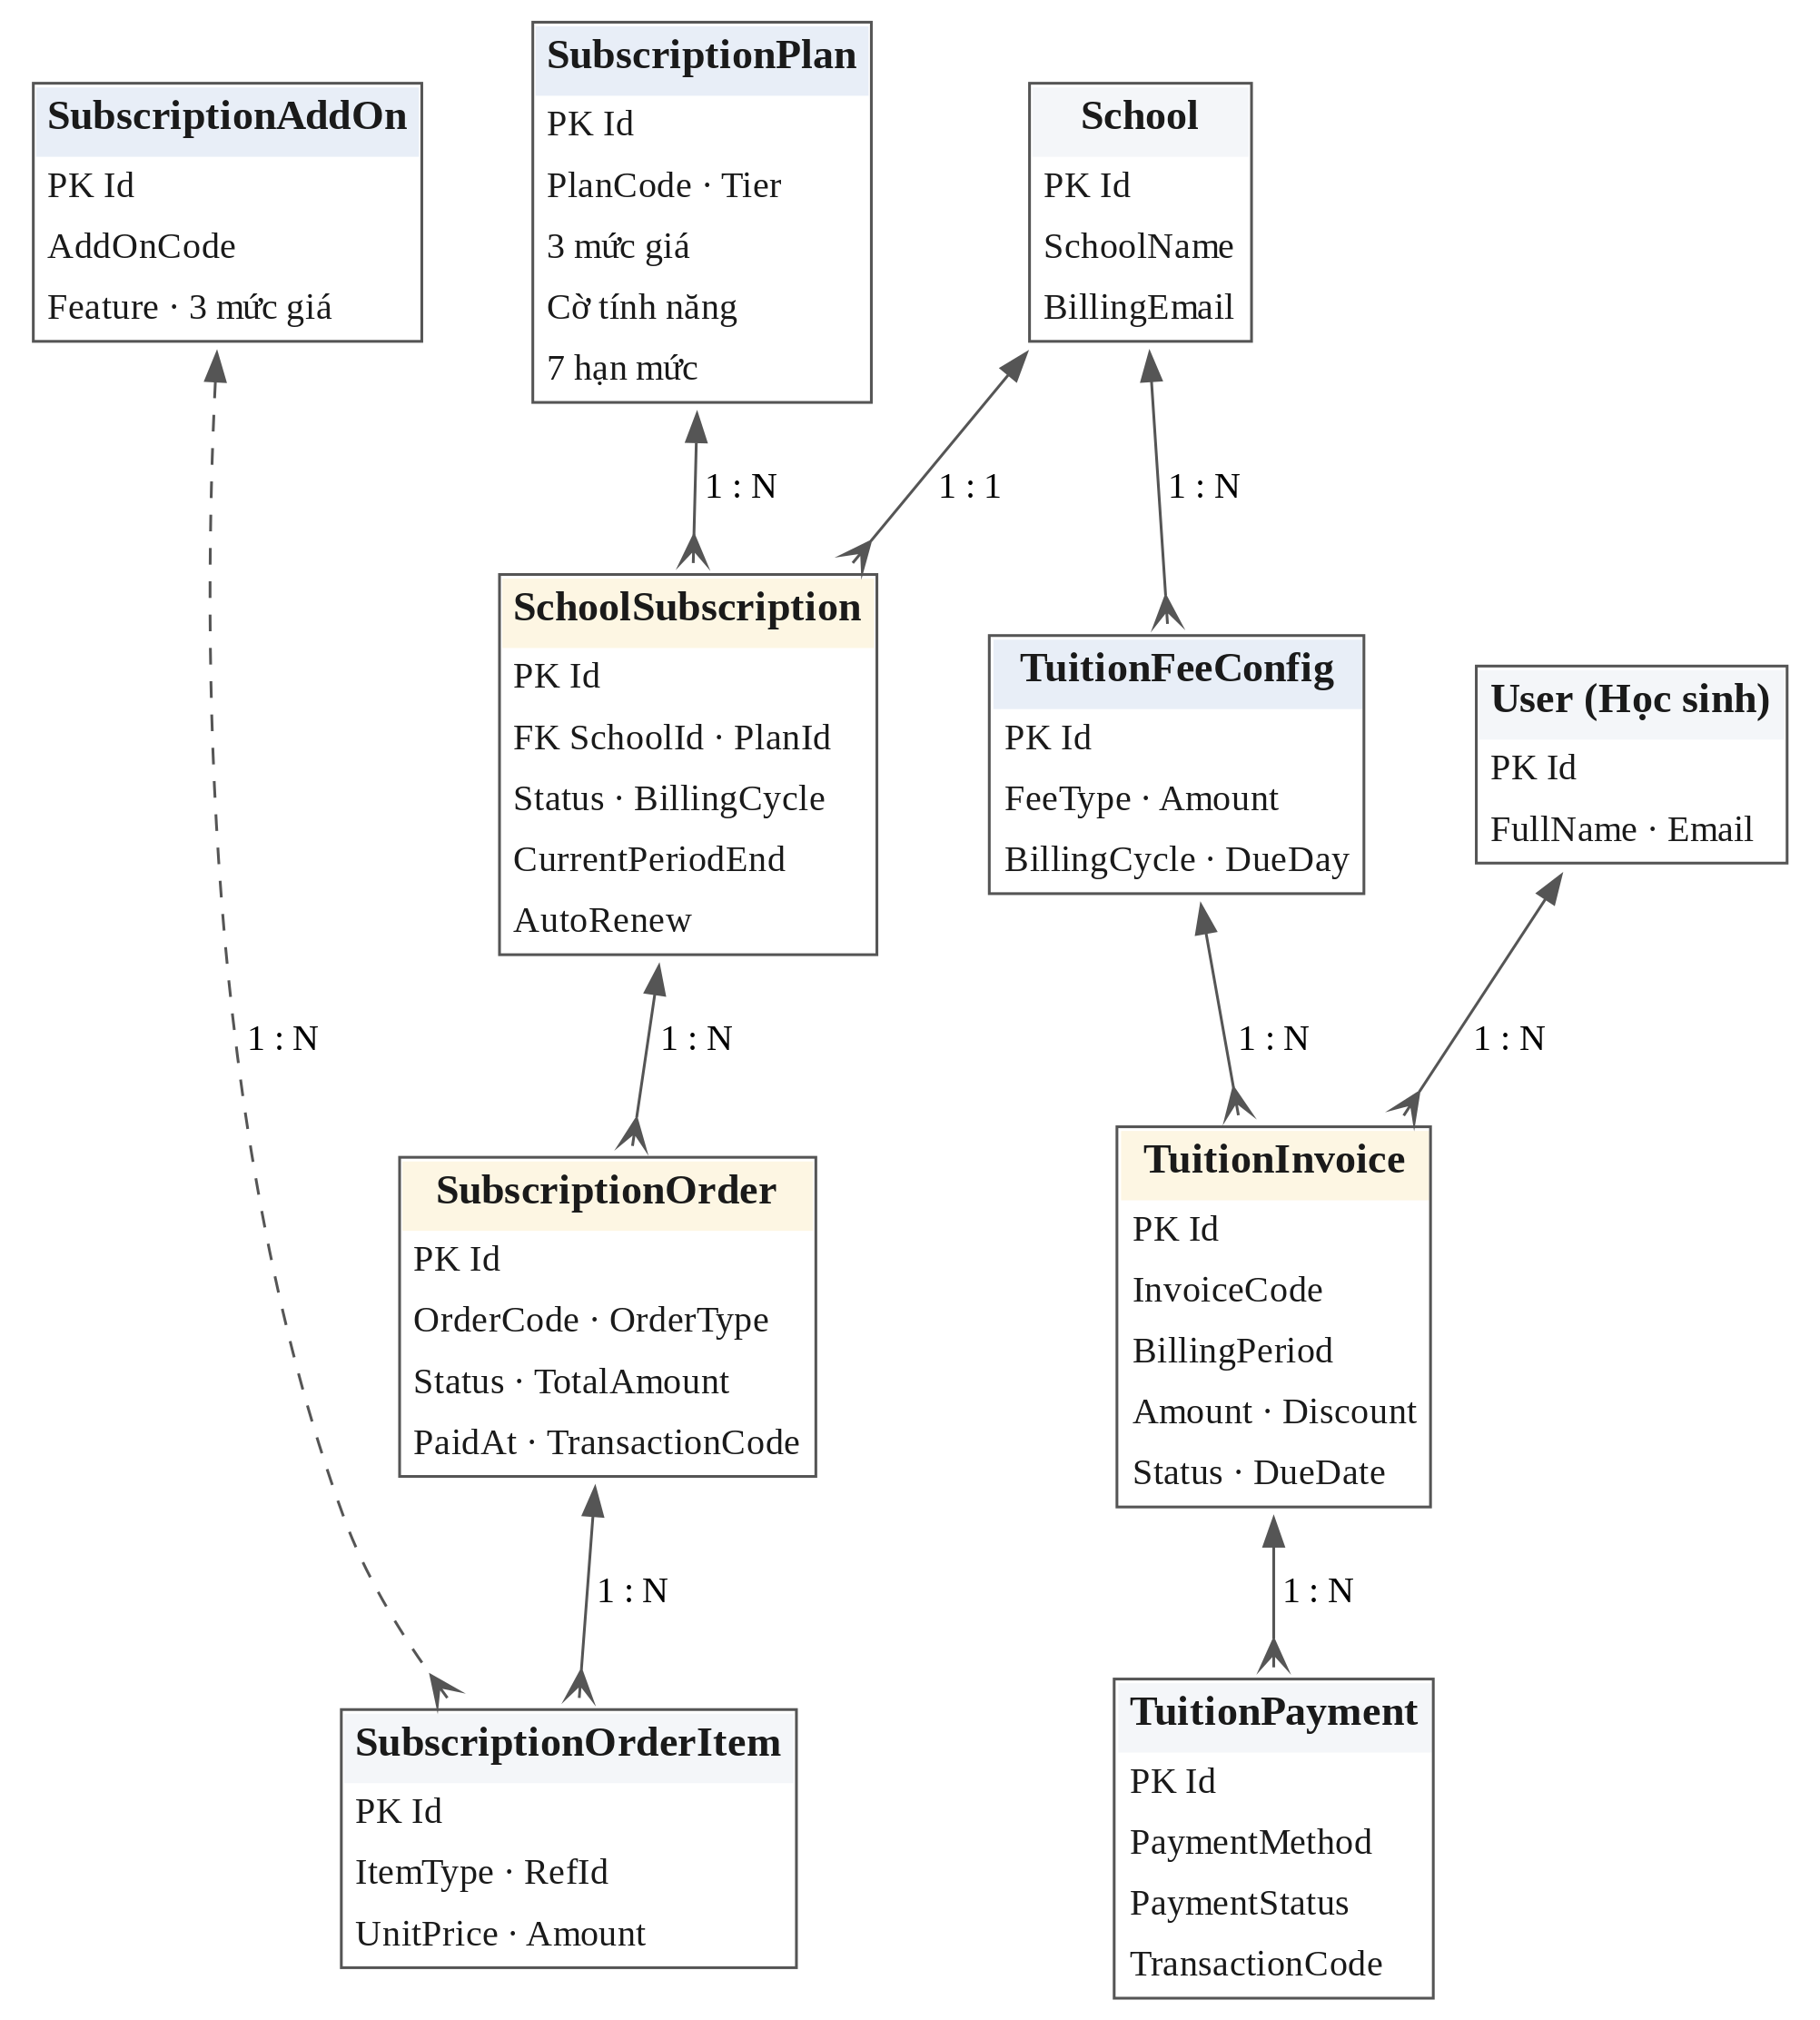 SubscriptionAddOn
PK Id
AddOnCode
Feature · 3 mức giá
SubscriptionPlan
PK Id
PlanCode · Tier
3 mức giá
Cờ tính năng
7 hạn mức
School
PK Id
SchoolName
BillingEmail
1 : N
1 : 1
1 : N
SchoolSubscription
PK Id
FK SchoolId · PlanId
Status · BillingCycle
CurrentPeriodEnd
AutoRenew
TuitionFeeConfig
PK Id
FeeType · Amount
BillingCycle · DueDay
User (Học sinh)
PK Id
FullName · Email
1 : N
1 : N
1 : N
1 : N
SubscriptionOrder
PK Id
OrderCode · OrderType
Status · TotalAmount
PaidAt · TransactionCode
TuitionInvoice
PK Id
InvoiceCode
BillingPeriod
Amount · Discount
Status · DueDate
1 : N
1 : N
SubscriptionOrderItem
PK Id
ItemType · RefId
UnitPrice · Amount
TuitionPayment
PK Id
PaymentMethod
PaymentStatus
TransactionCode